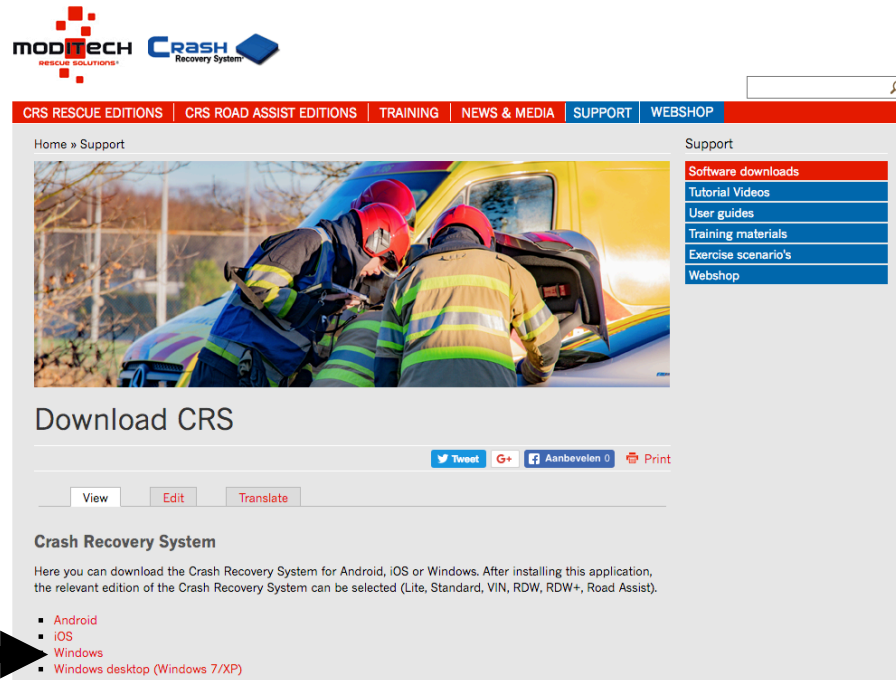 MODITECH
RESCUE SOLUTIONS
CRASH
Recovery System
CRS RESCUE EDITIONS
CRS ROAD ASSIST EDITIONS
TRAINING
NEWS & MEDIA
SUPPORT
WEBSHOP
Home » Support
Support
Software downloads
Tutorial Videos
User guides
Training materials
Exercise scenario's
Webshop
Download CRS
Tweet
G+
Aanbevelen 0
Print
View
Edit
Translate
Crash Recovery System
Here you can download the Crash Recovery System for Android, iOS or Windows. After installing this application,
the relevant edition of the Crash Recovery System can be selected (Lite, Standard, VIN, RDW, RDW+, Road Assist).
Android
iOS
Windows
Windows desktop (Windows 7/XP)